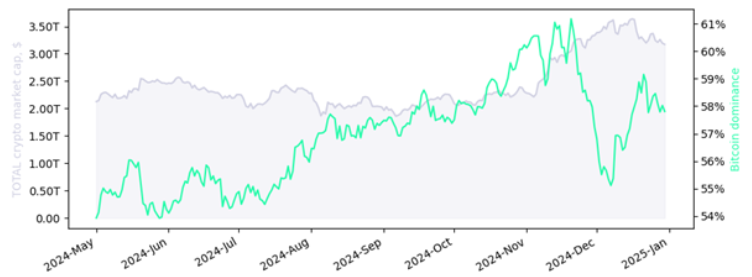 TOTAL crypto market cap, $
3.50T
3.00T
2.50T
2.00T
1.50T
1.00T
0.50T
0.00
61%
60%
59%
58%
57%
56%
55%
54%
Bitcoin dominance
2024-May
2024-Jun
2024-Jul
2024-Aug
2024-Sep
2024-Oct
2024-Nov
2024-Dec
2025-Jan